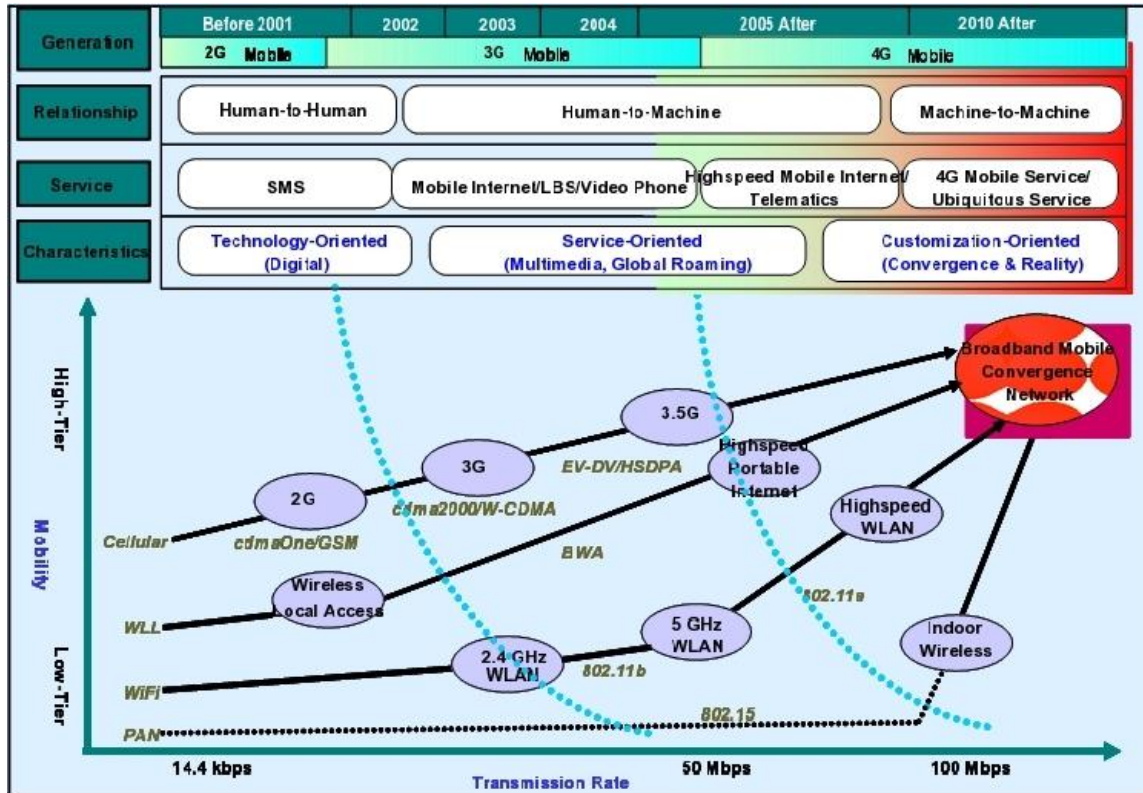 Generation
Before 2001
2002
2003
2004
2005 After
2010 After
2G Mobile
3G Mobile
4G Mobile
Relationship
Human-to-Human
Human-to-Machine
Machine-to-Machine
Service
SMS
Mobile Internet/LBS/Video Phone
Highspeed Mobile Internet/
Telematics
4G Mobile Service/
Ubiquitous Service
Characteristics
Technology-Oriented
(Digital)
Service-Oriented
(Multimedia, Global Roaming)
Customization-Oriented
(Convergence & Reality)
High-Tier
Mobility
Low-Tier
Broadband Mobile
Convergence
Network
3.5G
EV-DV/HSDPA
3G
cdma2000/W-CDMA
2G
cdmaOne/GSM
Cellular
Highspeed
Portable
Internet
BWA
Wireless
Local Access
WLL
Highspeed
WLAN
802.11a
5 GHz
WLAN
802.11b
2.4 GHz
WLAN
WiFi
Indoor
Wireless
802.15
PAN
14.4 kbps
50 Mbps
100 Mbps
Transmission Rate